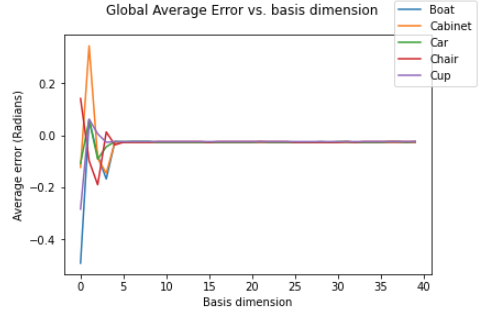 Global Average Error vs. basis dimension
Boat
Cabinet
Car
Chair
Cup
Average error (Radians)
0.2
0.0
−0.2
−0.4
0 5 10 15 20 25 30 35 40
Basis dimension